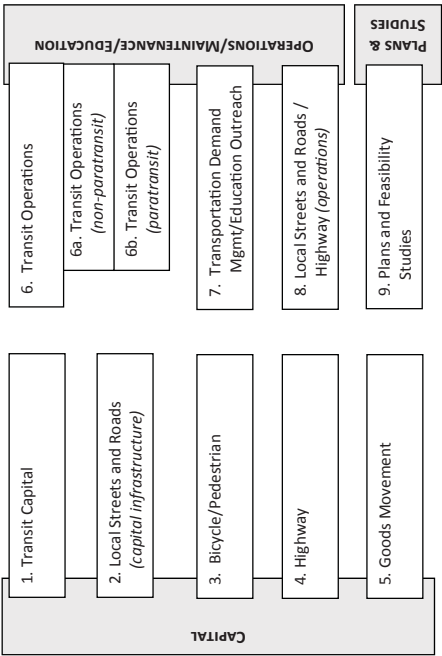 CAPITAL
1. Transit Capital
2. Local Streets and Roads
(capital infrastructure)
3. Bicycle/Pedestrian
4. Highway
5. Goods Movement
6. Transit Operations
6a. Transit Operations
(non-paratransit)
6b. Transit Operations
(paratransit)
7. Transportation Demand
Mgmt/Education Outreach
8. Local Streets and Roads /
Highway (operations)
9. Plans and Feasibility
Studies
OPERATIONS/MAINTENANCE/EDUCATION
PLANS &
STUDIES